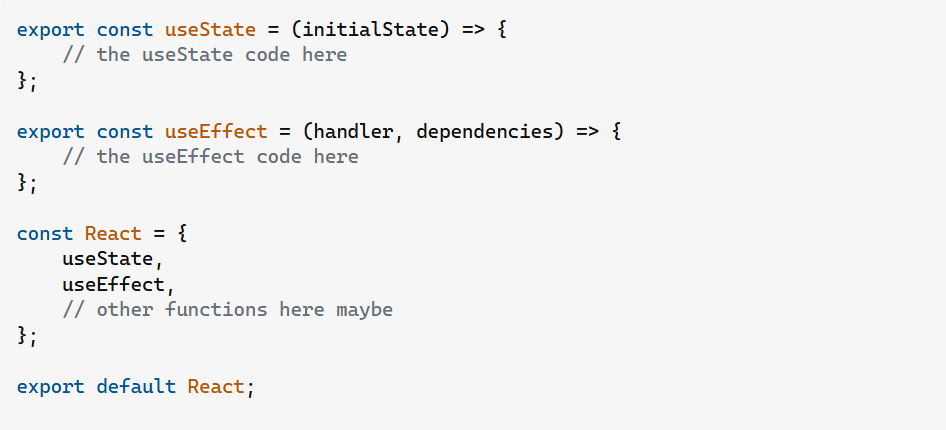 export const useState = (initialState) => {
    // the useState code here
};

export const useEffect = (handler, dependencies) => {
    // the useEffect code here
};

const React = {
    useState,
    useEffect,
    // other functions here maybe
};

export default React;